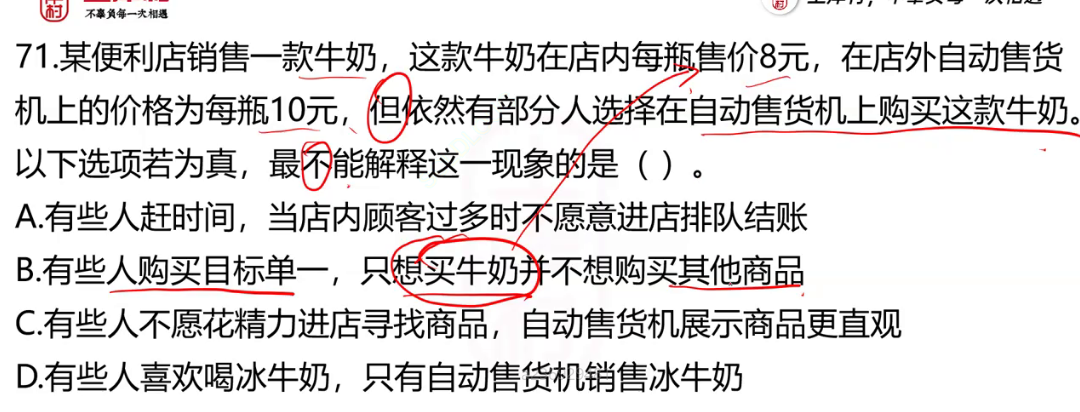 村
不辜负每一次相遇
71.某便利店销售一款牛奶，这款牛奶在店内每瓶售价8元，在店外自动售货
机上的价格为每瓶10元，但依然有部分人选择在自动售货机上购买这款牛奶。
以下选项若为真，最不能解释这一现象的是（ ）。
A.有些人赶时间，当店内顾客过多时不愿意进店排队结账
B.有些人购买目标单一，只想买牛奶并不想购买其他商品
C.有些人不愿花精力进店寻找商品，自动售货机展示商品更直观
D.有些人喜欢喝冰牛奶，只有自动售货机销售冰牛奶